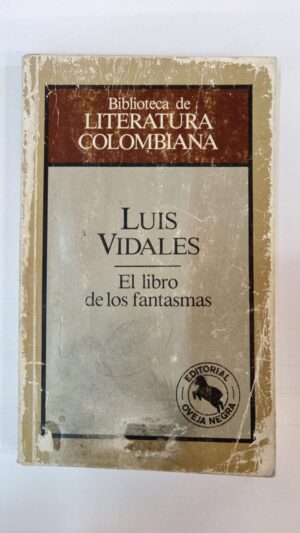 Biblioteca de
LITERATURA
COLOMBIANA
LUIS
VIDALES
El libro
de los fantasmas
EDITORIAL
OVEJA NEGRA